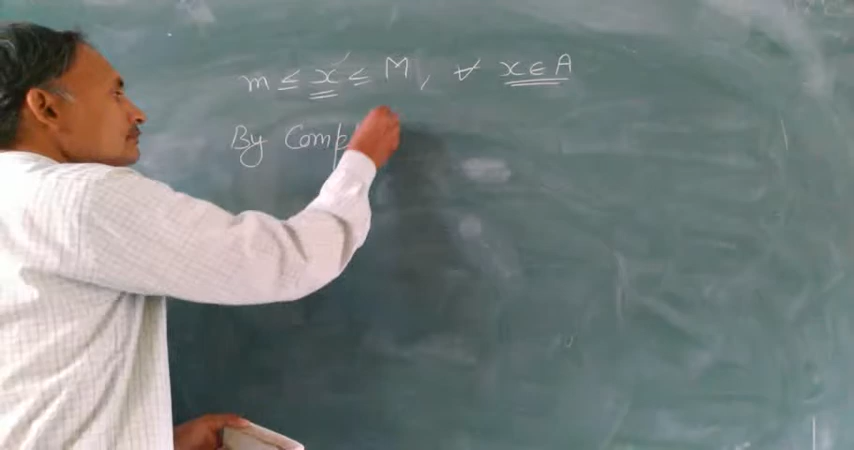 m ≤ x ≤ M, ∀ x ∈ A
By Comp